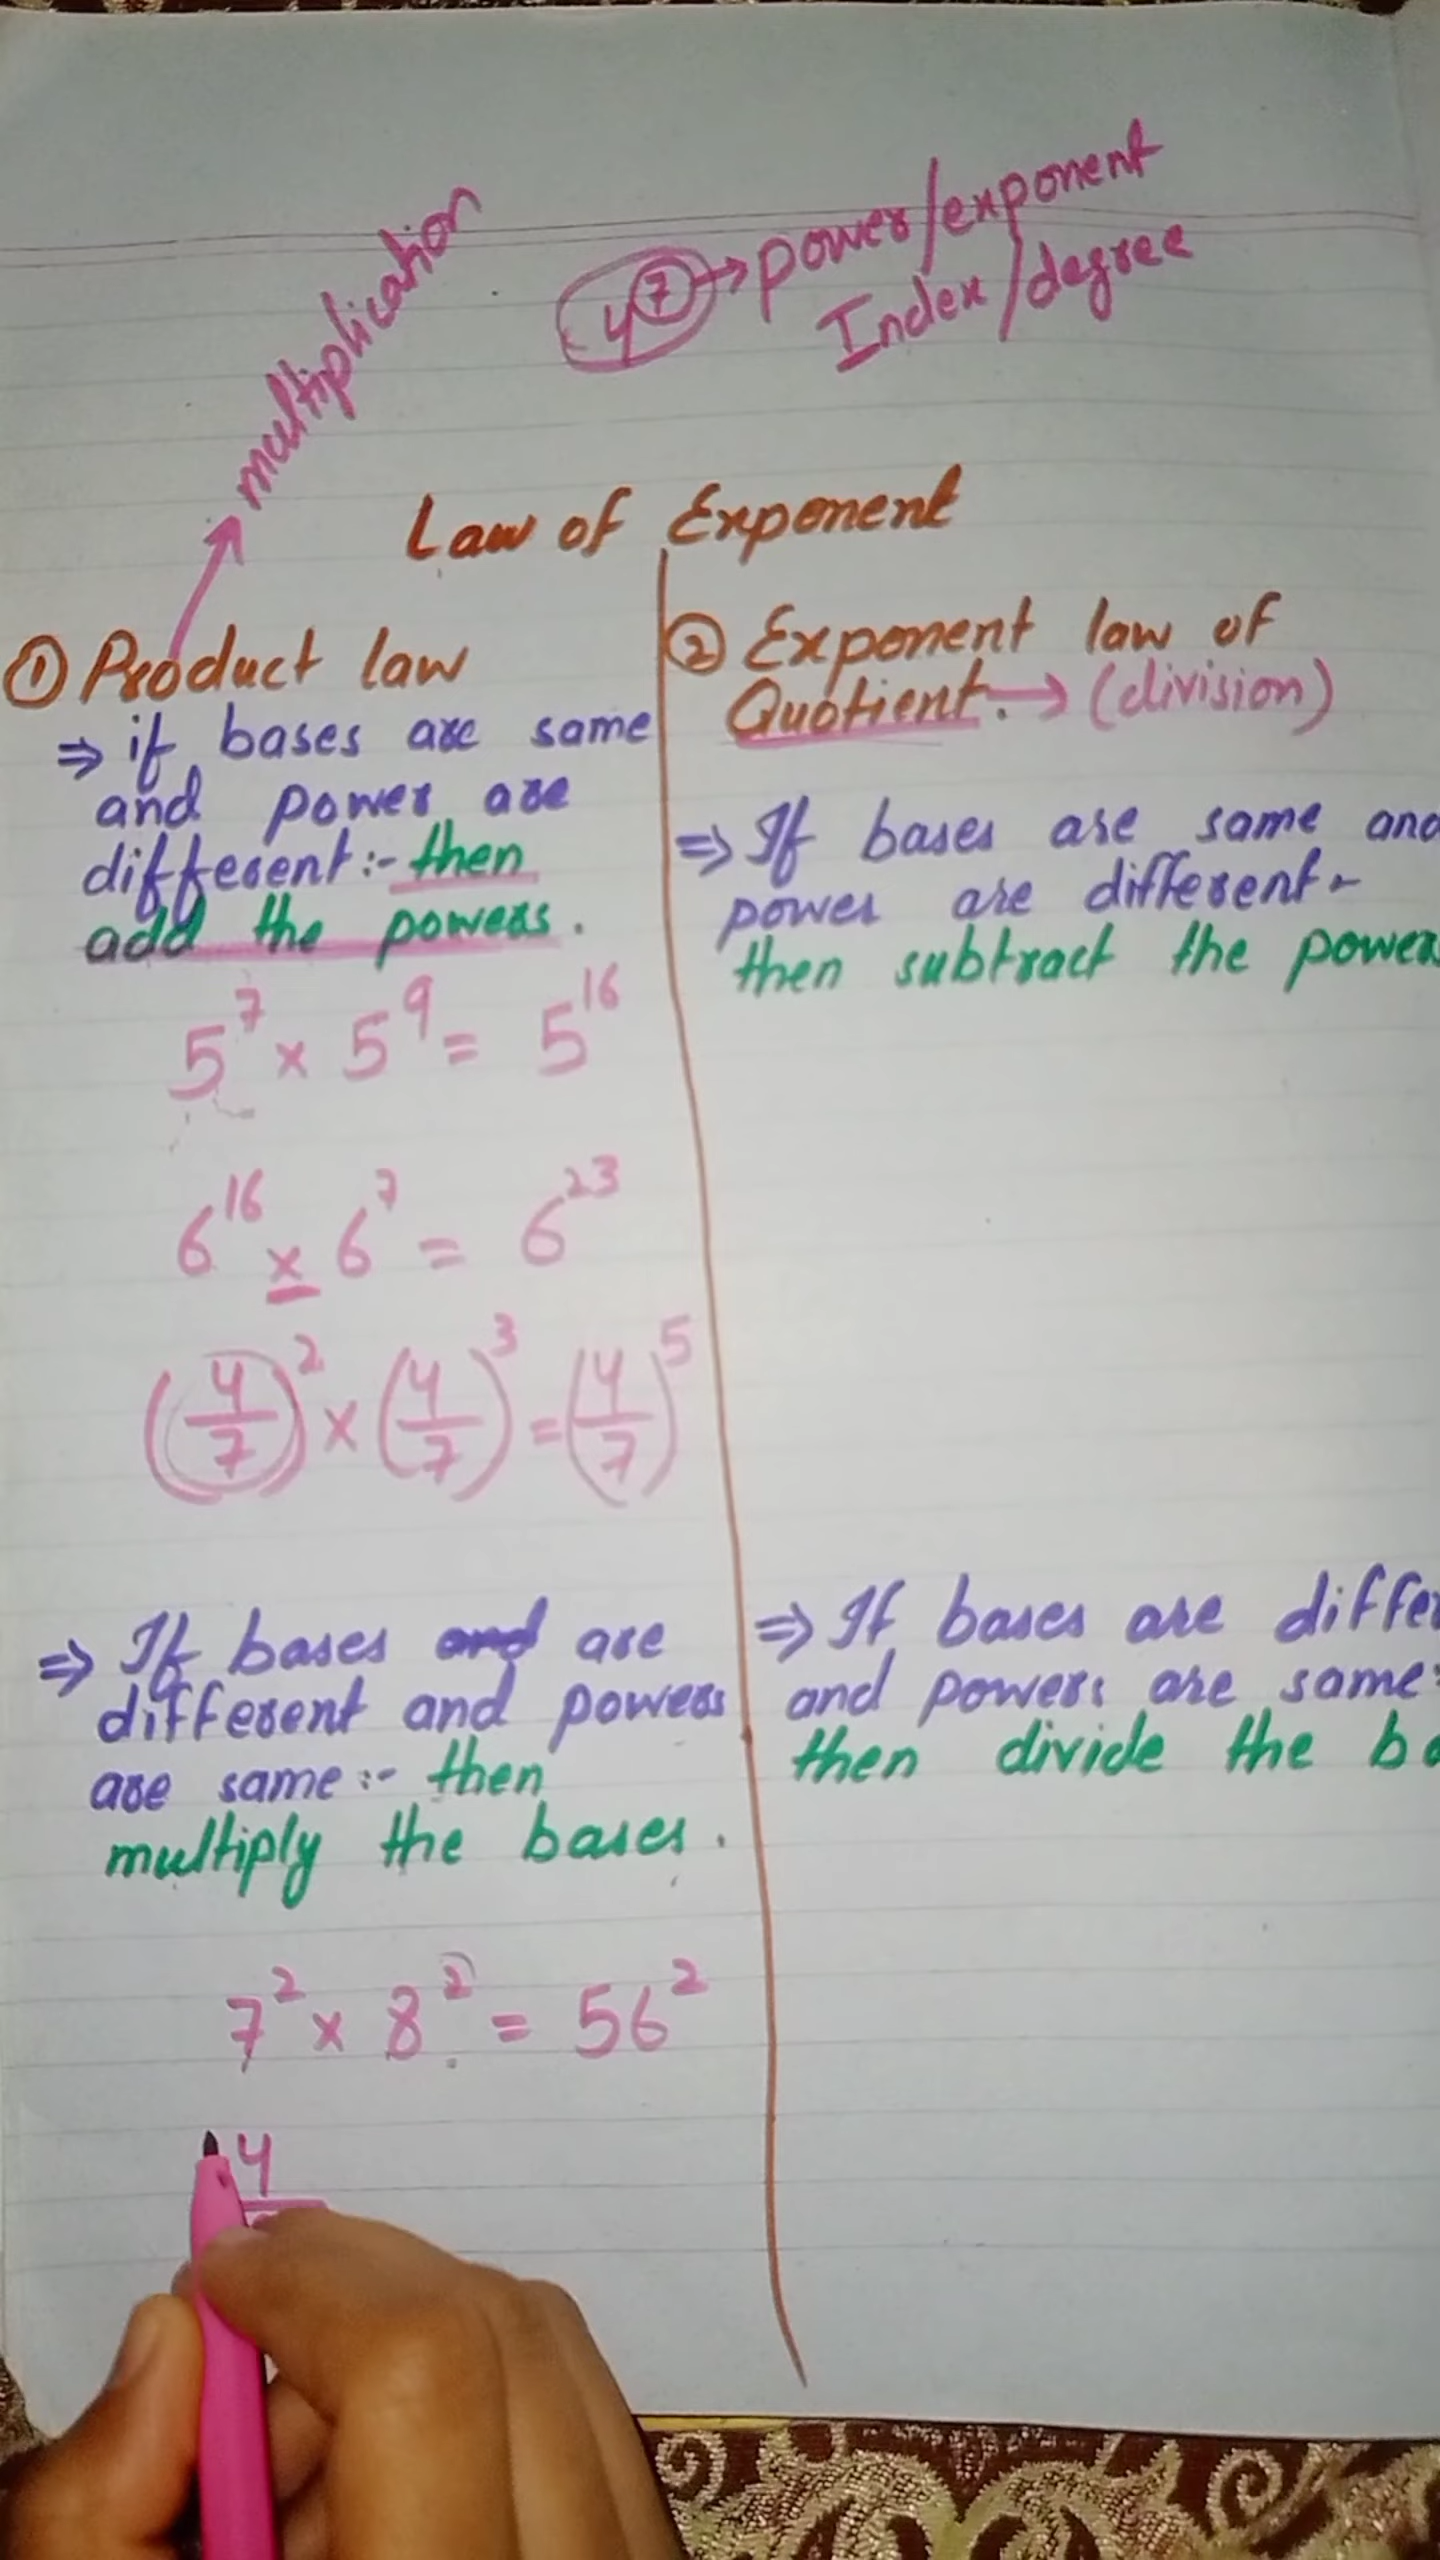 multiplication
4⁷ → power/exponent
Index/degree
Law of Exponent
① Product law
⇒ if bases are same
and power are
different:- then
add the powers.
5⁷ × 5⁹ = 5¹⁶
6¹⁶ × 6⁷ = 6²³
(4/7)² × (4/7)³ = (4/7)⁵
⇒ If bases are
different and powers
are same:- then
multiply the bases.
7² × 8² = 56²
4
② Exponent law of
Quotient. → (division)
⇒ If bases are same and
power are different-
then subtract the power
⇒ If bases are
and powers are same
then divide the